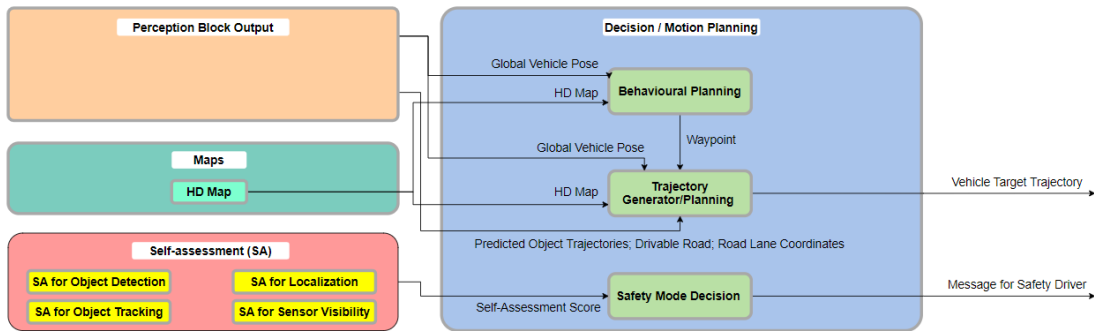 Perception Block Output
Decision / Motion Planning
Global Vehicle Pose
HD Map
Behavioural Planning
Waypoint
Maps
HD Map
Global Vehicle Pose
HD Map
Trajectory
Generator/Planning
Vehicle Target Trajectory
Predicted Object Trajectories; Drivable Road; Road Lane Coordinates
Self-assessment (SA)
SA for Object Detection
SA for Localization
SA for Object Tracking
SA for Sensor Visibility
Self-Assessment Score
Safety Mode Decision
Message for Safety Driver